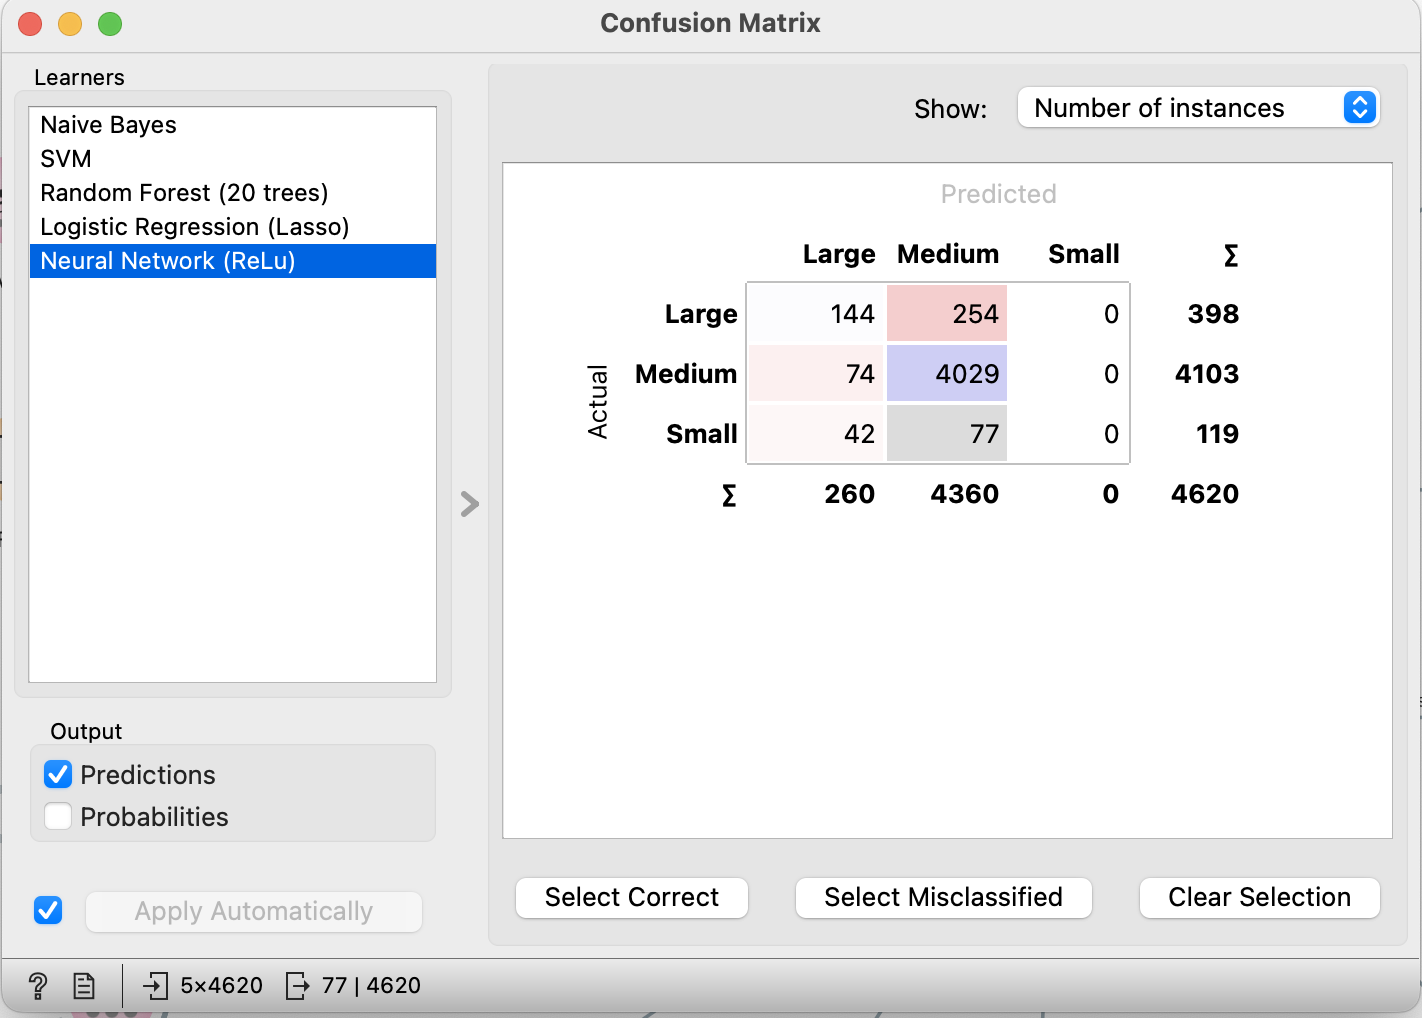 Confusion Matrix
Learners
Naive Bayes
SVM
Random Forest (20 trees)
Logistic Regression (Lasso)
Neural Network (ReLu)
Output
Predictions
Probabilities
Apply Automatically
Show: Number of instances
Predicted
Large Medium Small Σ
Actual
Large 144 254 0 398
Medium 74 4029 0 4103
Small 42 77 0 119
Σ 260 4360 0 4620
Select Correct Select Misclassified Clear Selection
? 5×4620 77 | 4620